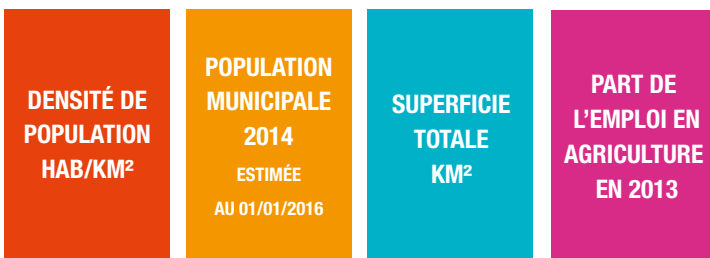 DENSITÉ DE
POPULATION
HAB/KM²
POPULATION
MUNICIPALE
2014
ESTIMÉE
AU 01/01/2016
SUPERFICIE
TOTALE
KM²
PART DE
L'EMPLOI EN
AGRICULTURE
EN 2013